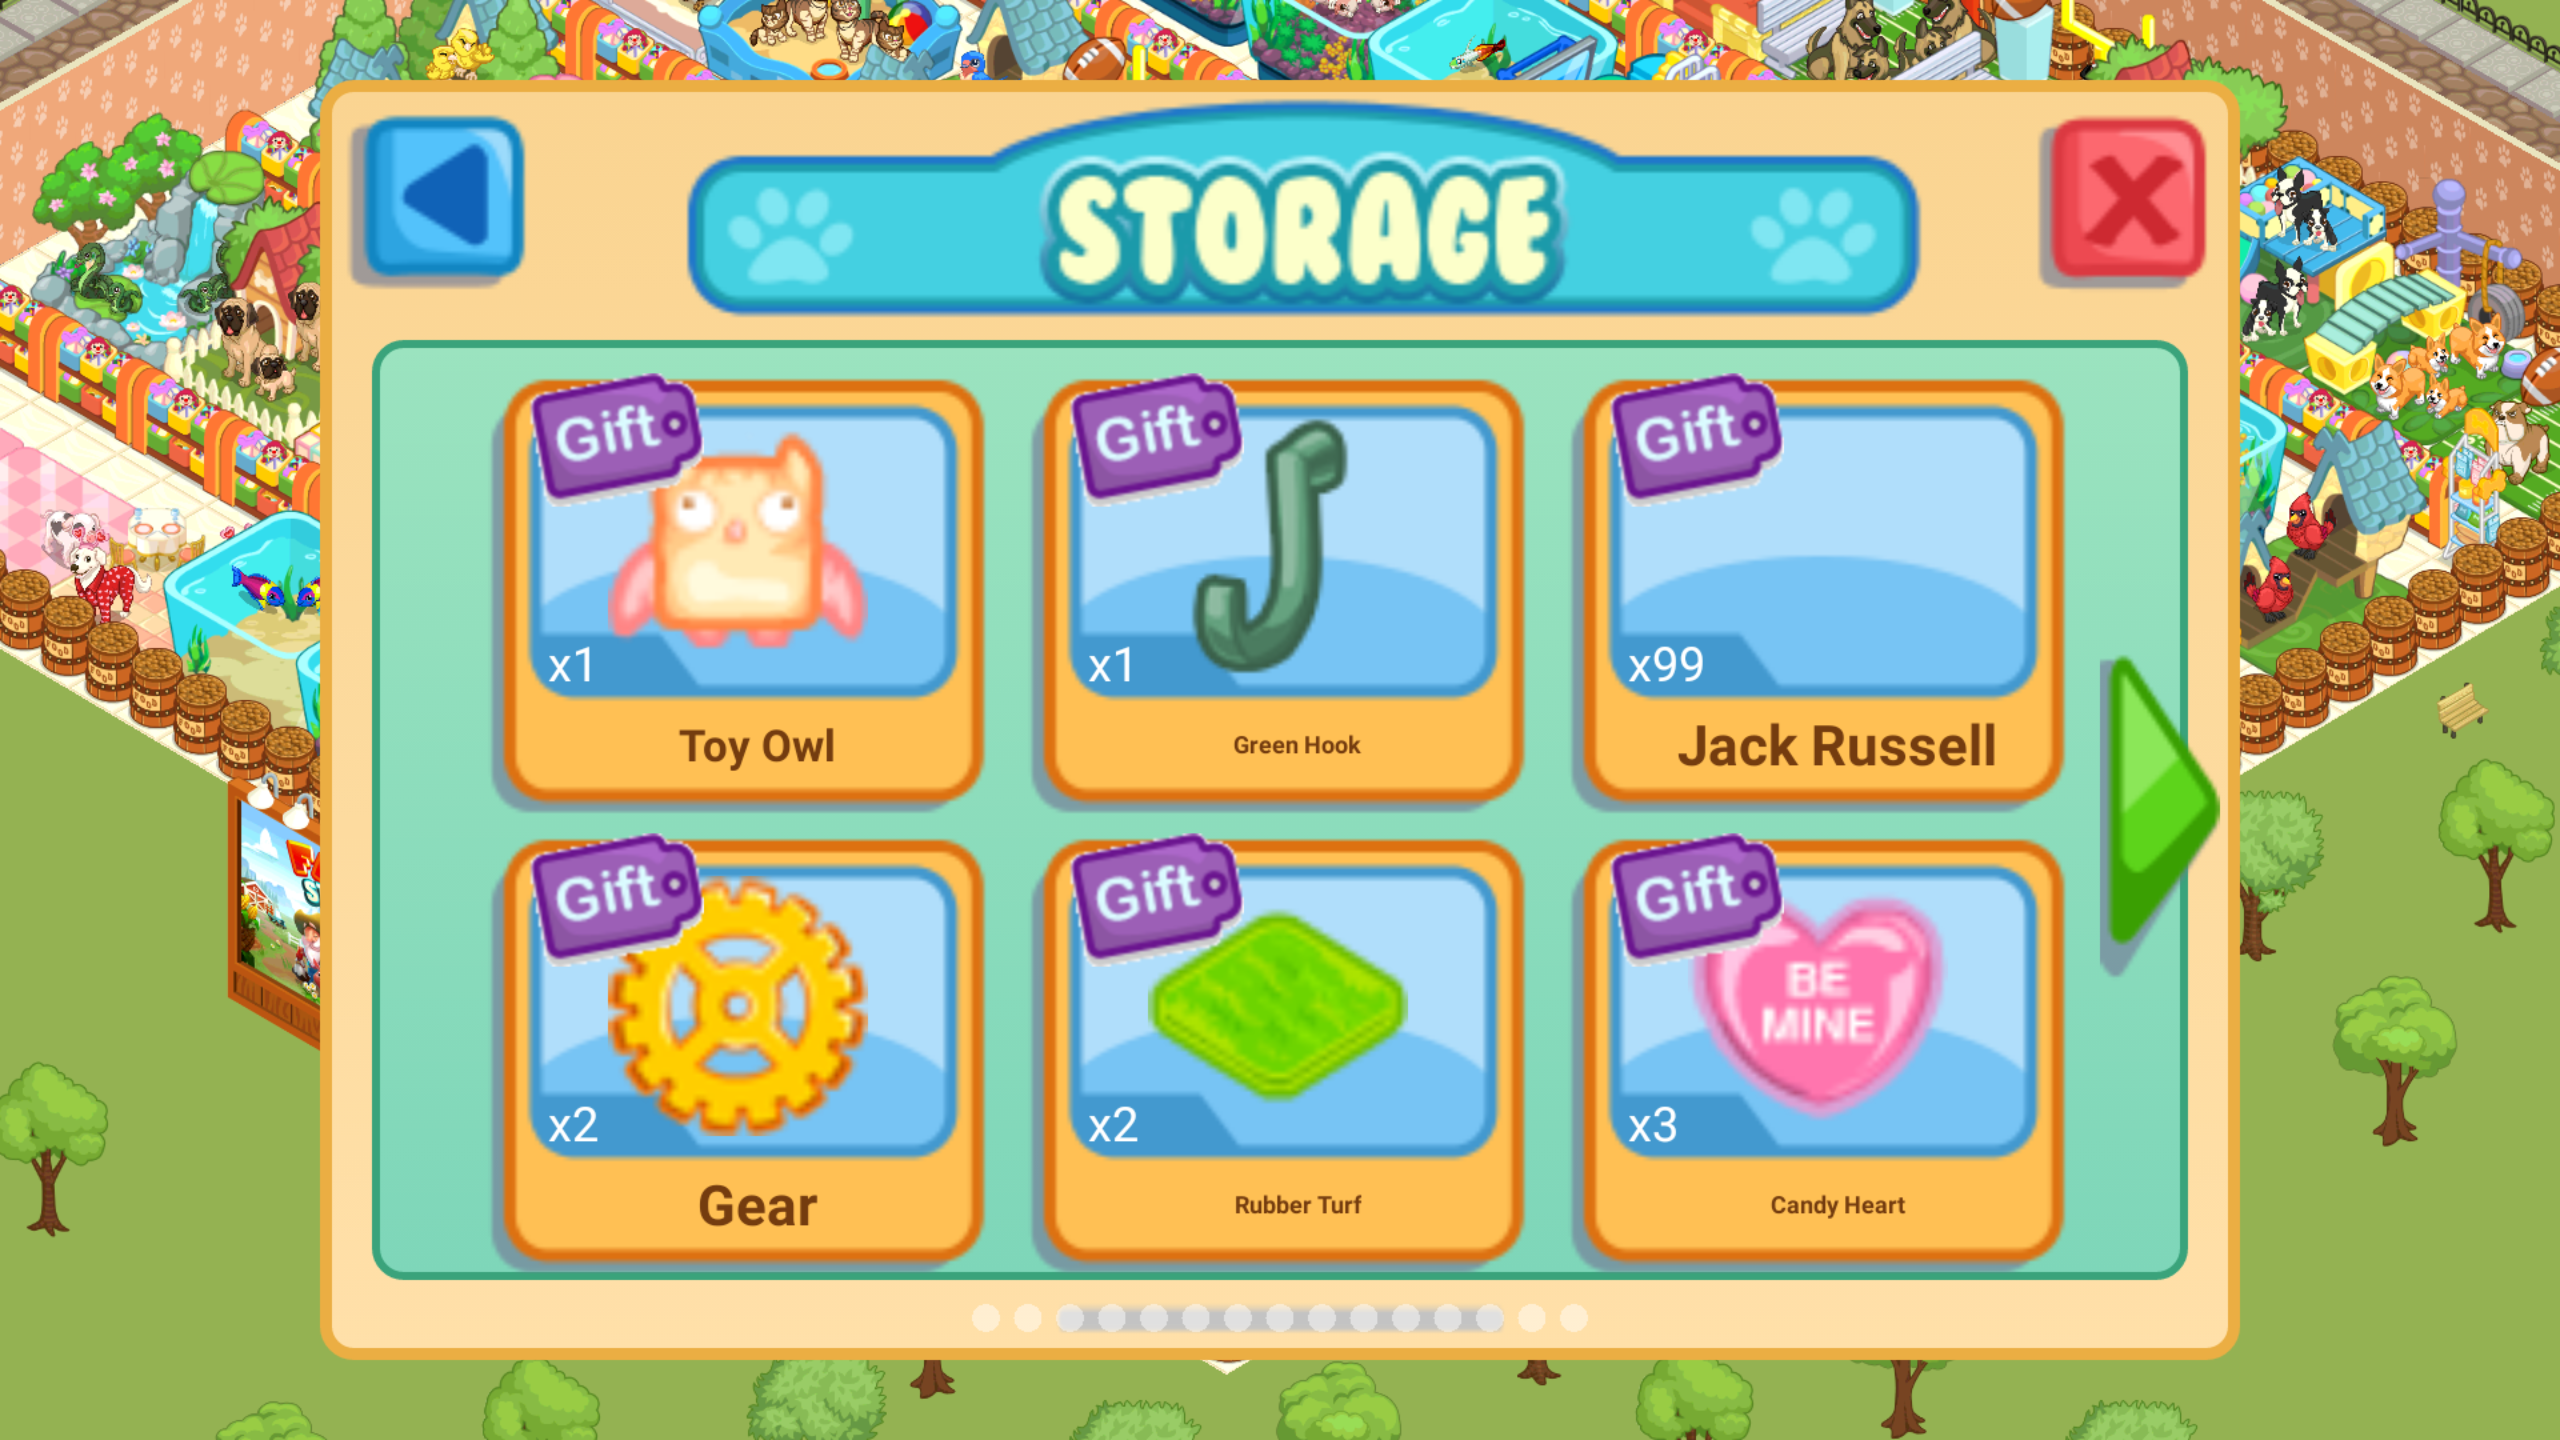 STORAGE
Gift
x1
Toy Owl
Gift
x1
Green Hook
Gift
x99
Jack Russell
Gift
x2
Gear
Gift
x2
Rubber Turf
Gift
BE
MINE
x3
Candy Heart